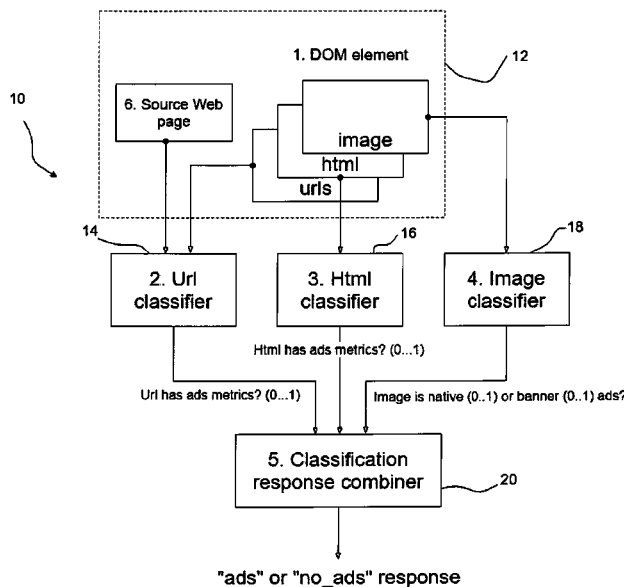 1. DOM element
12
10
6. Source Web
page
image
html
urls
14
16
18
2. Url
classifier
3. Html
classifier
4. Image
classifier
Html has ads metrics? (0...1)
Url has ads metrics? (0...1)
Image is native (0..1) or banner (0..1) ads?
5. Classification
response combiner
20
"ads" or "no_ads" response